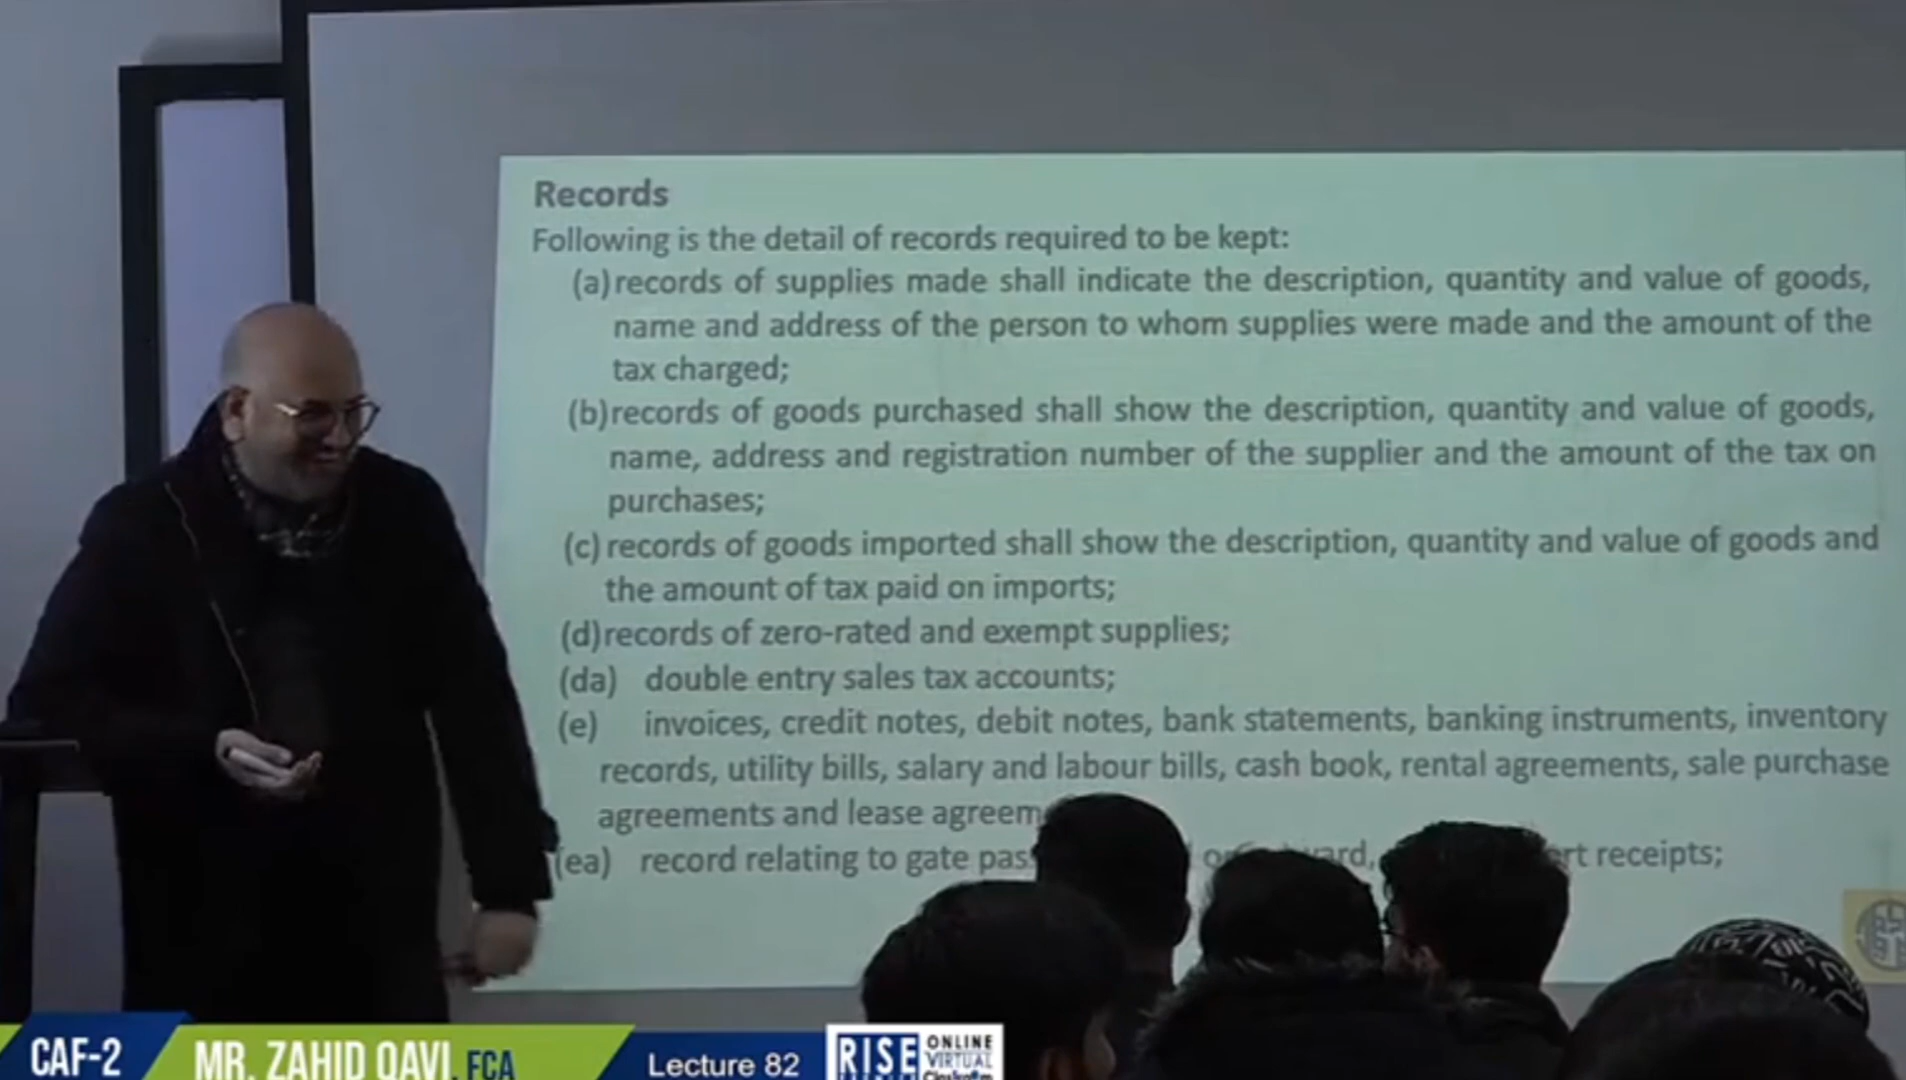 Records
Following is the detail of records required to be kept:
(a) records of supplies made shall indicate the description, quantity and value of goods,
name and address of the person to whom supplies were made and the amount of the
tax charged;
(b) records of goods purchased shall show the description, quantity and value of goods,
name, address and registration number of the supplier and the amount of the tax on
purchases;
(c) records of goods imported shall show the description, quantity and value of goods and
the amount of tax paid on imports;
(d) records of zero-rated and exempt supplies;
(da) double entry sales tax accounts;
(e) invoices, credit notes, debit notes, bank statements, banking instruments, inventory
records, utility bills, salary and labour bills, cash book, rental agreements, sale purchase
agreements and lease
(ea) record relating to gate receipts;
CAF-2
MR. ZAHID QAVI, FCA
Lecture 82
RISE
ONLINE
VIRTUAL